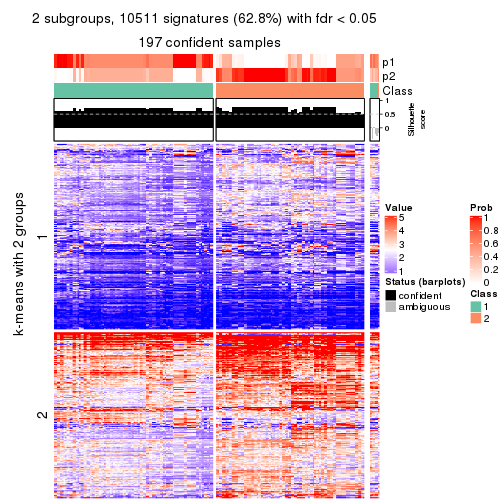 2 subgroups, 10511 signatures (62.8%) with fdr < 0.05
197 confident samples
p1
p2
Class
1
0.5
0
Silhouette
score
k-means with 2 groups
1
2
Value
5
4
3
2
1
Status (barplots)
confident
ambiguous
Prob
1
0.8
0.6
0.4
0.2
0
Class
1
2